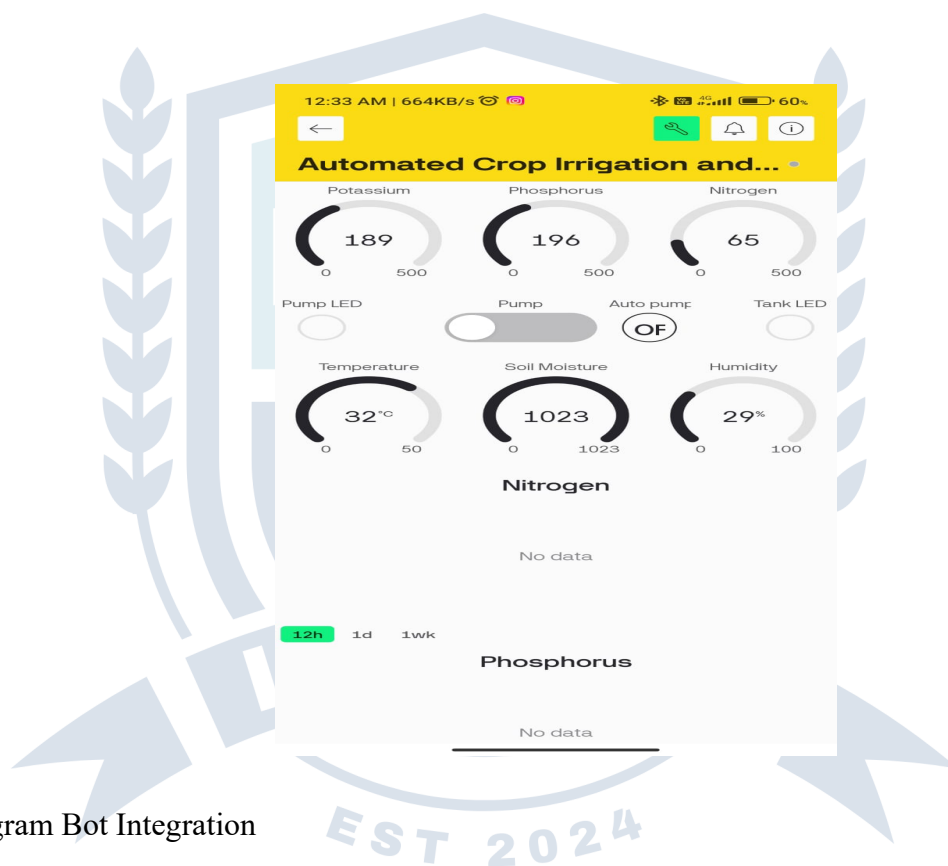 12:33 AM | 664KB/s
4G 60%
Automated Crop Irrigation and...
Potassium Phosphorus Nitrogen
189 196 65
0 500 0 500 0 500
Pump LED Pump Auto pump Tank LED
OF
Temperature Soil Moisture Humidity
32°C 1023 29%
0 50 0 1023 0 100
Nitrogen
No data
12h 1d 1wk
Phosphorus
No data
gram Bot Integration
EST 2024